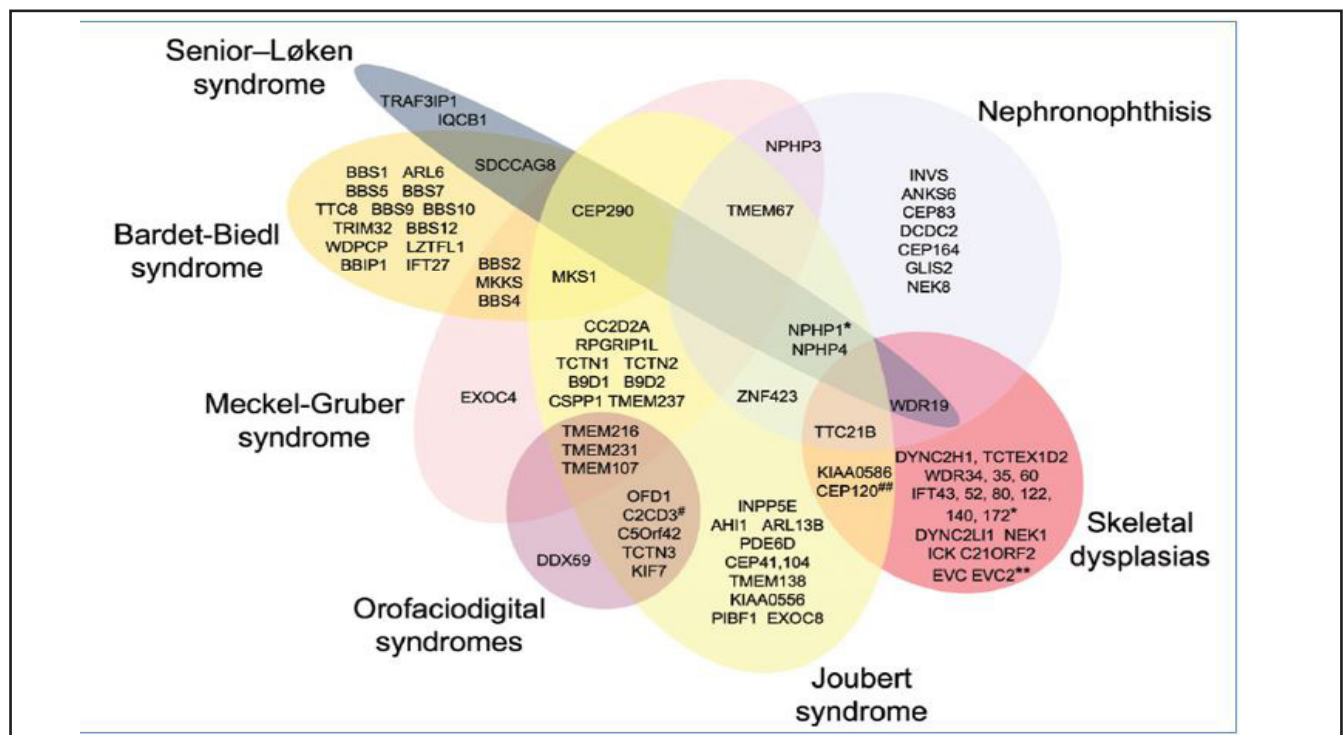 Senior–Løken
syndrome
TRAF3IP1
IQCB1
SDCCAG8
Nephronophthisis
NPHP3
INVS
ANKS6
CEP83
DCDC2
CEP164
GLIS2
NEK8
BBS1 ARL6
BBS5 BBS7
TTC8 BBS9 BBS10
TRIM32 BBS12
WDPCP LZTFL1
BBIP1 IFT27
Bardet-Biedl
syndrome
CEP290
TMEM67
BBS2
MKKS
BBS4
MKS1
CC2D2A
RPGRIP1L
TCTN1 TCTN2
B9D1 B9D2
CSPP1 TMEM237
NPHP1*
NPHP4
Meckel-Gruber
syndrome
EXOC4
ZNF423
WDR19
TTC21B
TMEM216
TMEM231
TMEM107
KIAA0586
CEP120##
DYNC2H1, TCTEX1D2
WDR34, 35, 60
IFT43, 52, 80, 122,
140, 172*
DYNC2LI1 NEK1
ICK C21ORF2
EVC EVC2**
Skeletal
dysplasias
OFD1
C2CD3#
C5Orf42
TCTN3
KIF7
DDX59
INPP5E
AHI1 ARL13B
PDE6D
CEP41,104
TMEM138
KIAA0556
PIBF1 EXOC8
Orofaciodigital
syndromes
Joubert
syndrome